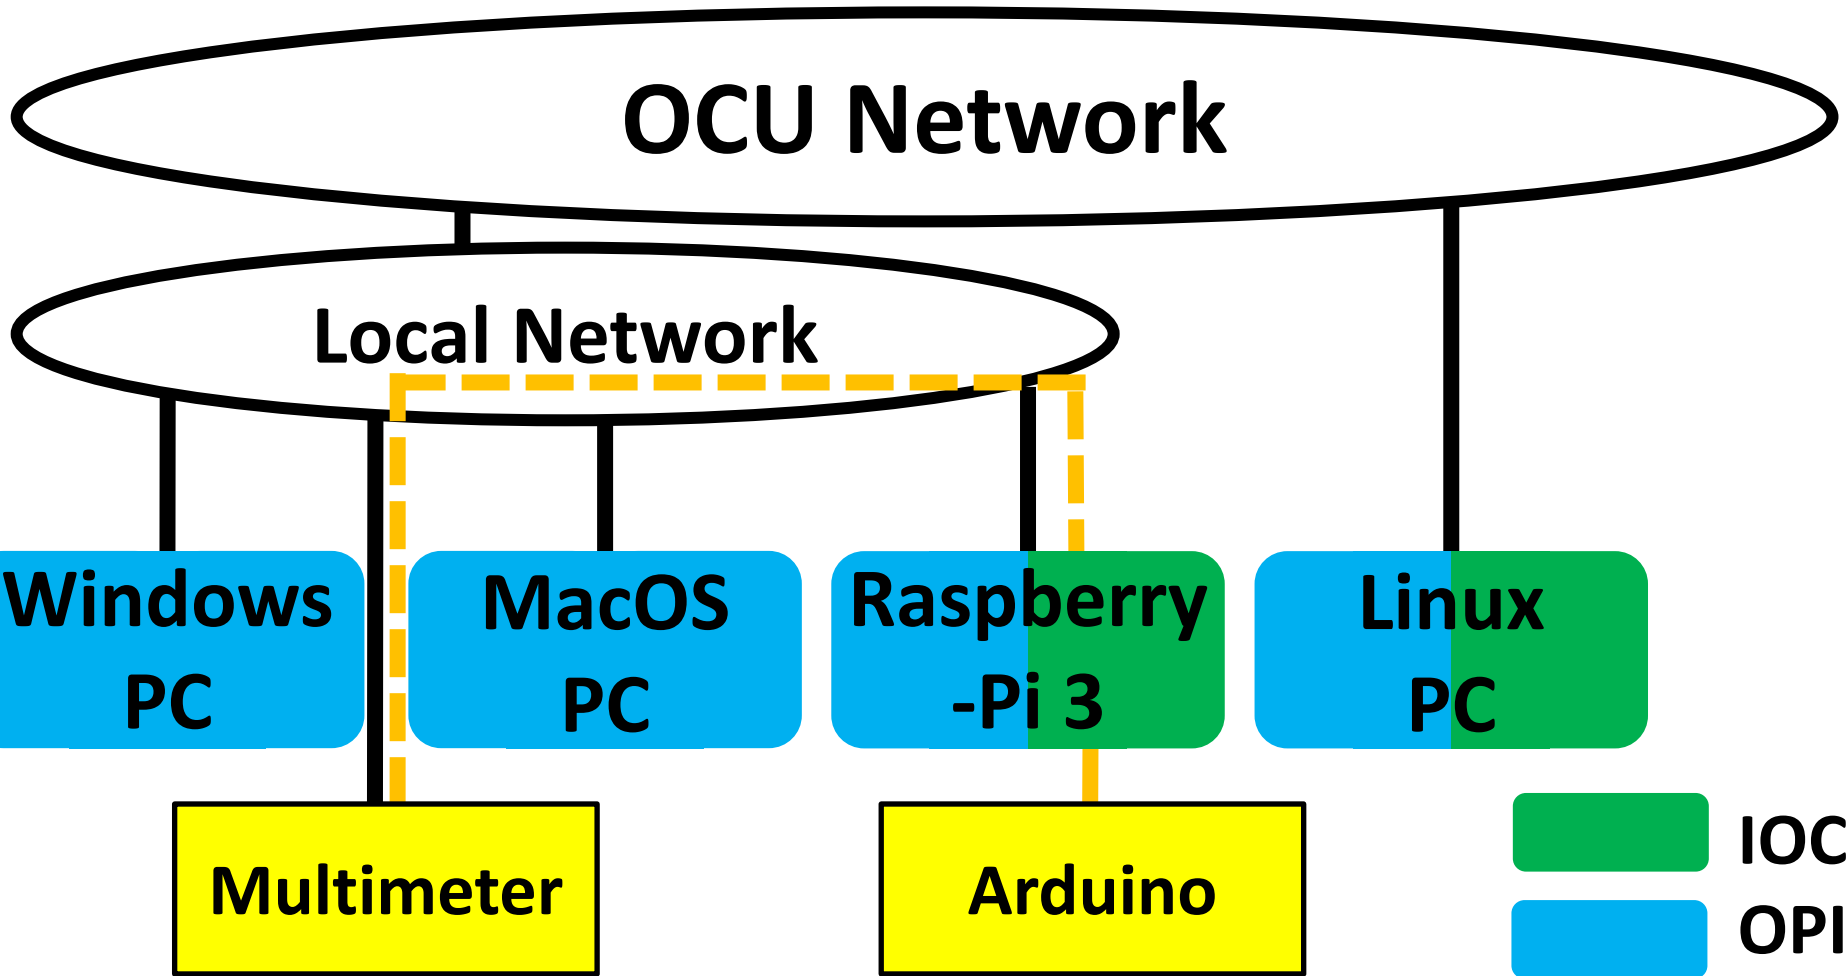 OCU Network
Local Network
Windows
PC
MacOS
PC
Raspberry
-Pi 3
Linux
PC
Multimeter
Arduino
IOC
OPI